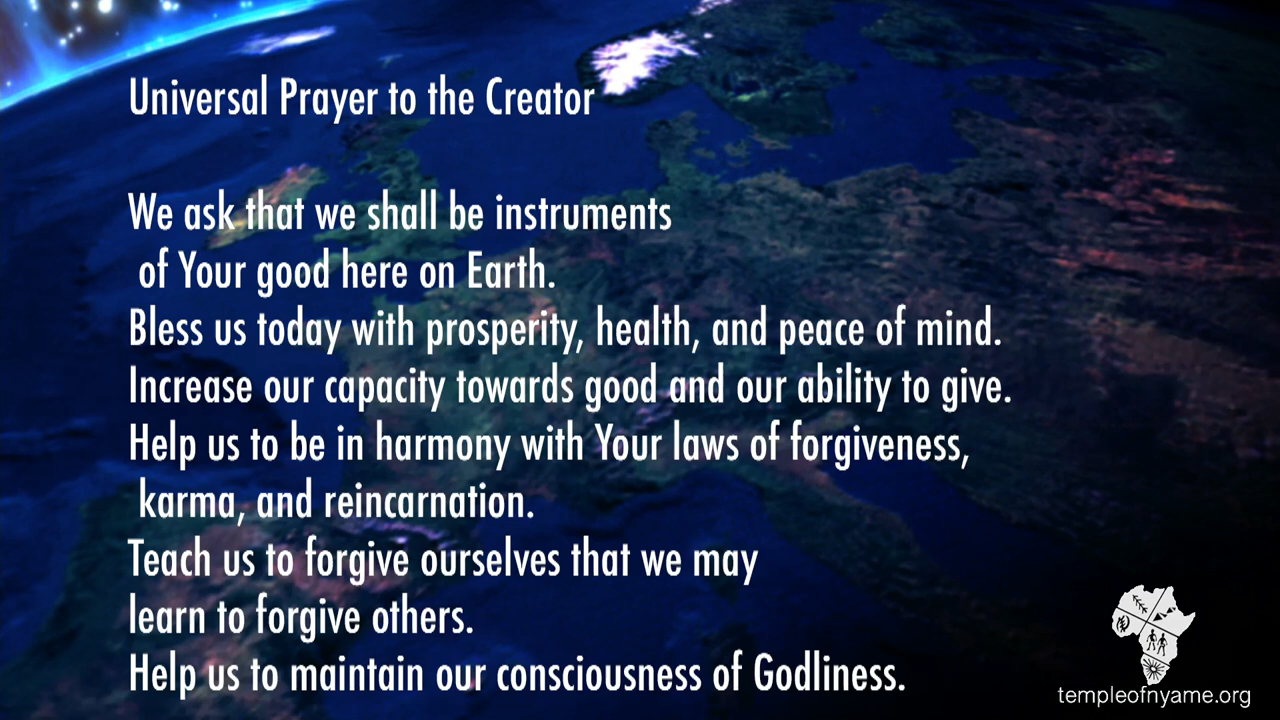 Universal Prayer to the Creator
We ask that we shall be instruments
of Your good here on Earth.
Bless us today with prosperity, health, and peace of mind.
Increase our capacity towards good and our ability to give.
Help us to be in harmony with Your laws of forgiveness,
karma, and reincarnation.
Teach us to forgive ourselves that we may
learn to forgive others.
Help us to maintain our consciousness of Godliness.
templeofnyame.org